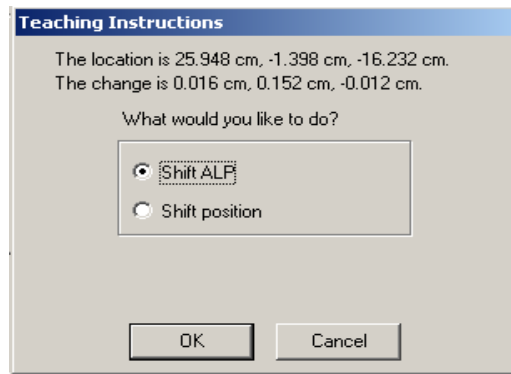 Teaching Instructions
The location is 25.948 cm, -1.398 cm, -16.232 cm.
The change is 0.016 cm, 0.152 cm, -0.012 cm.
What would you like to do?
Shift ALP
Shift position
OK
Cancel